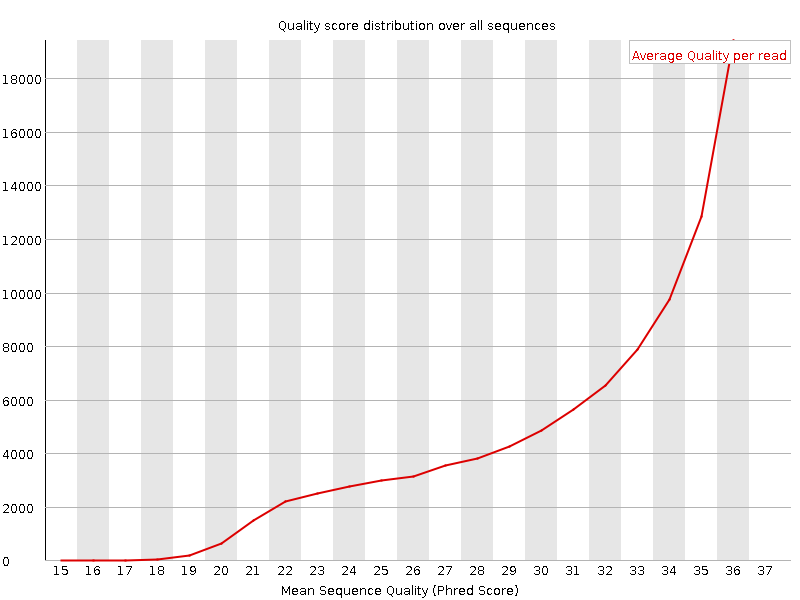 Quality score distribution over all sequences
Average Quality per read
18000
16000
14000
12000
10000
8000
6000
4000
2000
0
15 16 17 18 19 20 21 22 23 24 25 26 27 28 29 30 31 32 33 34 35 36 37
Mean Sequence Quality (Phred Score)